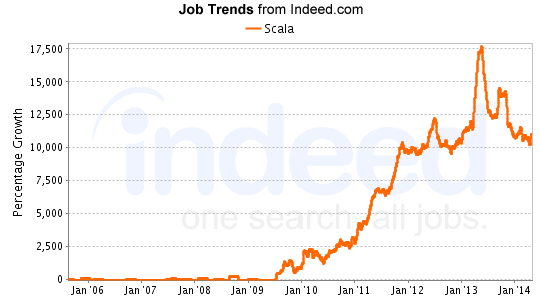 Job Trends from Indeed.com
Scala
17,500
15,000
12,500
10,000
7,500
5,000
2,500
0
Percentage Growth
indeed
one search. all jobs.
Jan '06 Jan '07 Jan '08 Jan '09 Jan '10 Jan '11 Jan '12 Jan '13 Jan '14